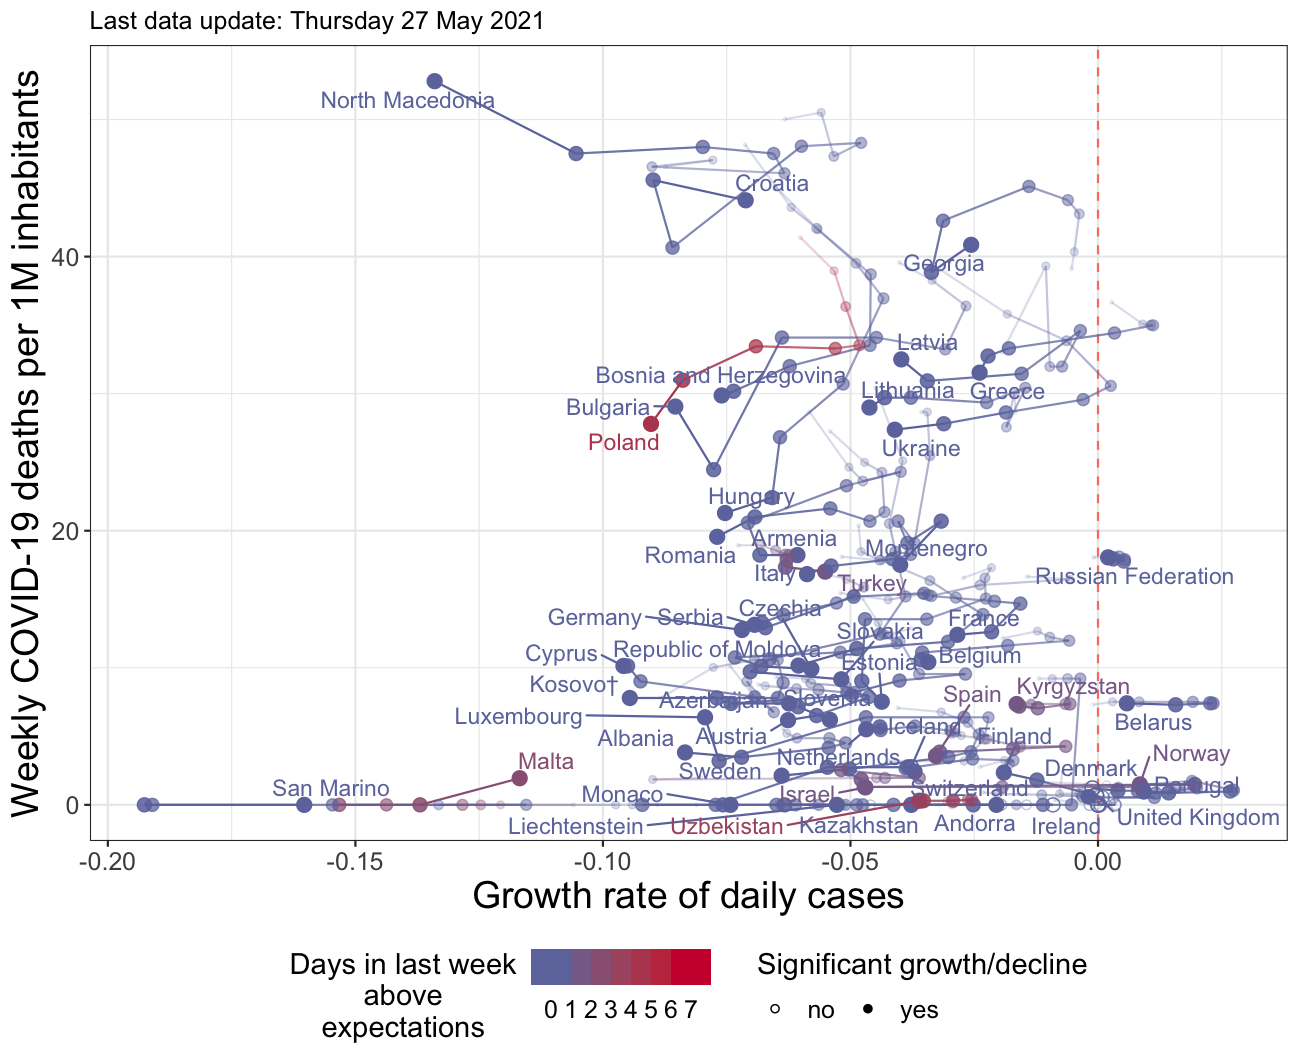 Last data update: Thursday 27 May 2021
Weekly COVID-19 deaths per 1M inhabitants
40
20
0
North Macedonia
Croatia
Georgia
Latvia
Bosnia and Herzegovina
Lithuania
Greece
Bulgaria
Poland
Ukraine
Hungary
Romania
Armenia
Montenegro
Italy
Turkey
Russian Federation
Germany
Serbia
Czechia
France
Slovakia
Cyprus
Republic of Moldova
Estonia
Belgium
Kosovo†
Azerbaijan
Slovenia
Spain
Kyrgyzstan
Luxembourg
Belarus
Albania
Austria
Iceland
Finland
Malta
Sweden
Netherlands
Norway
San Marino
Monaco
Israel
Switzerland
Denmark
Portugal
Liechtenstein
Uzbekistan
Kazakhstan
Andorra
Ireland
United Kingdom
-0.20
-0.15
-0.10
-0.05
0.00
Growth rate of daily cases
Days in last week
above
expectations
0 1 2 3 4 5 6 7
Significant growth/decline
no
yes